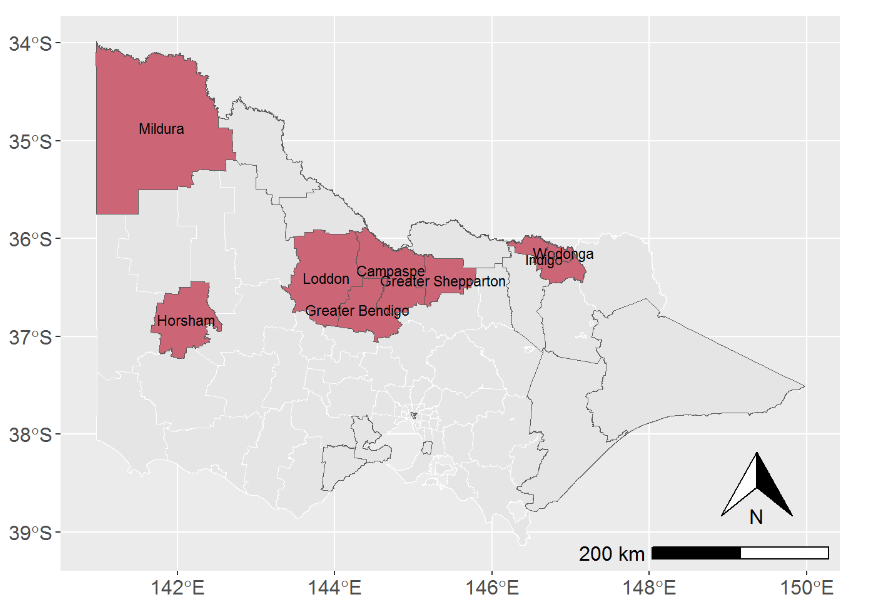 34°S
Mildura
35°S
36°S
Wodonga
Indigo
Campaspe
Loddon
Greater Shepparton
Greater Bendigo
Horsham
37°S
38°S
N
39°S
200 km
142°E
144°E
146°E
148°E
150°E